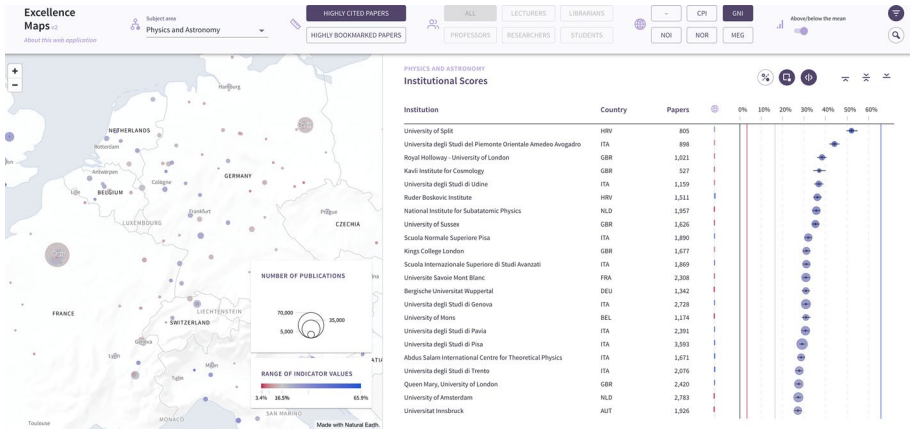 Excellence
Maps v2
About this web application
Subject area
Physics and Astronomy
HIGHLY CITED PAPERS
HIGHLY BOOKMARKED PAPERS
ALL
LECTURERS
LIBRARIANS
PROFESSORS
RESEARCHERS
STUDENTS
–
CPI
GNI
NOI
NOR
MEG
Above/below the mean
+
−
Hamburg
NETHERLANDS
Rotterdam
Antwerpen
BELGIUM
Cologne
GERMANY
Lille
Frankfurt
Prague
LUXEMBOURG
CZECHIA
FRANCE
LIECHTENSTEIN
SWITZERLAND
Geneva
Lyon
Milan
Turin
MONACO
SAN MARINO
Toulouse
Made with Natural Earth.
NUMBER OF PUBLICATIONS
70,000
35,000
5,000
RANGE OF INDICATOR VALUES
3.4% 16.5% 65.9%
PHYSICS AND ASTRONOMY
Institutional Scores
Institution Country Papers 0% 10% 20% 30% 40% 50% 60%
University of Split HRV 805
Universita degli Studi del Piemonte Orientale Amedeo Avogadro ITA 898
Royal Holloway - University of London GBR 1,021
Kavli Institute for Cosmology GBR 527
Universita degli Studi di Udine ITA 1,159
Ruder Boskovic Institute HRV 1,511
National Institute for Subatomic Physics NLD 1,957
University of Sussex GBR 1,626
Scuola Normale Superiore Pisa ITA 1,890
Kings College London GBR 1,677
Scuola Internazionale Superiore di Studi Avanzati ITA 1,869
Universite Savoie Mont Blanc FRA 2,308
Bergische Universitat Wuppertal DEU 1,342
Universita degli Studi di Genova ITA 2,728
University of Mons BEL 1,174
Universita degli Studi di Pavia ITA 2,391
Universita degli Studi di Pisa ITA 3,593
Abdus Salam International Centre for Theoretical Physics ITA 1,671
Universita degli Studi di Trento ITA 2,076
Queen Mary, University of London GBR 2,420
University of Amsterdam NLD 2,783
Universitat Innsbruck AUT 1,926